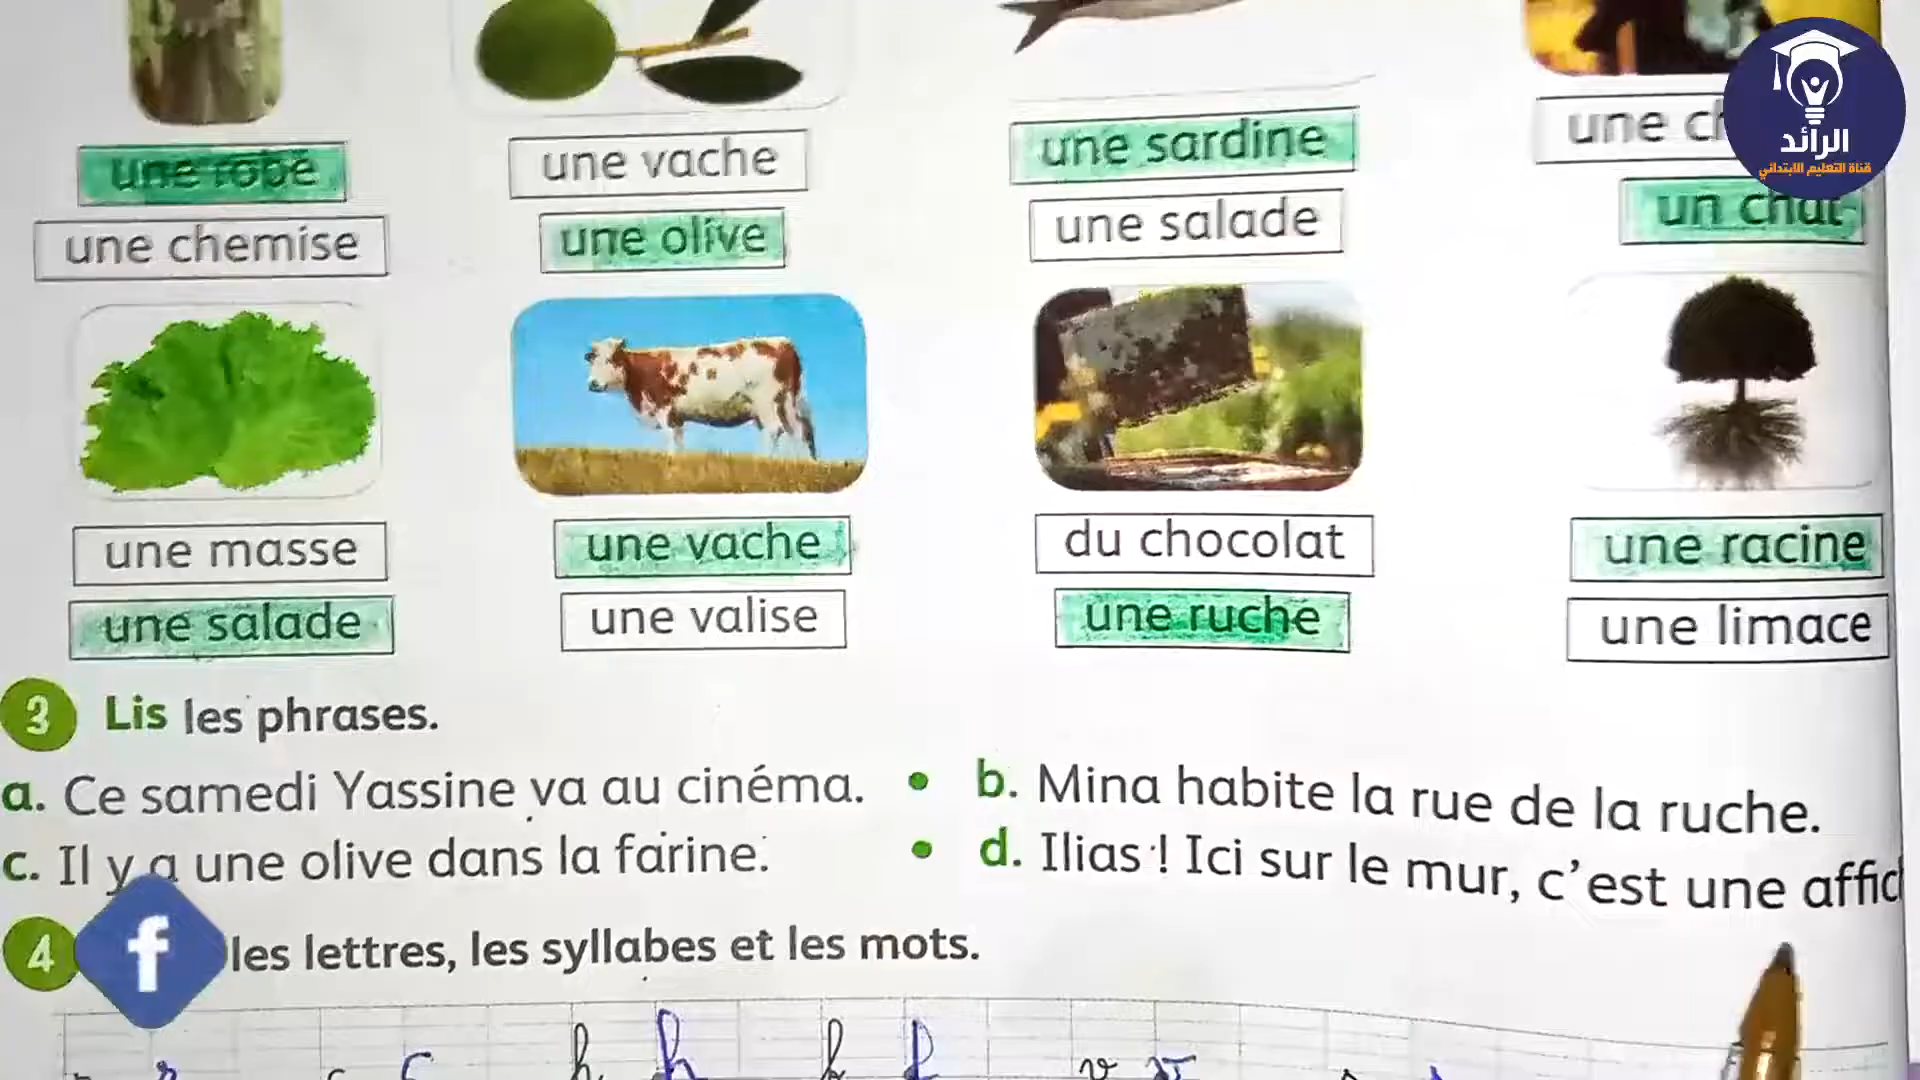 une robe
une vache
une sardine
une chemise
une olive
une salade
un chat
الرائد
قناة التعليم الابتدائي
une masse
une vache
du chocolat
une racine
une salade
une valise
une ruche
une limace
3 Lis les phrases.
a. Ce samedi Yassine va au cinéma. • b. Mina habite la rue de la ruche.
c. Il y a une olive dans la farine. • d. Ilias ! Ici sur le mur, c'est une
4 les lettres, les syllabes et les mots.
h h